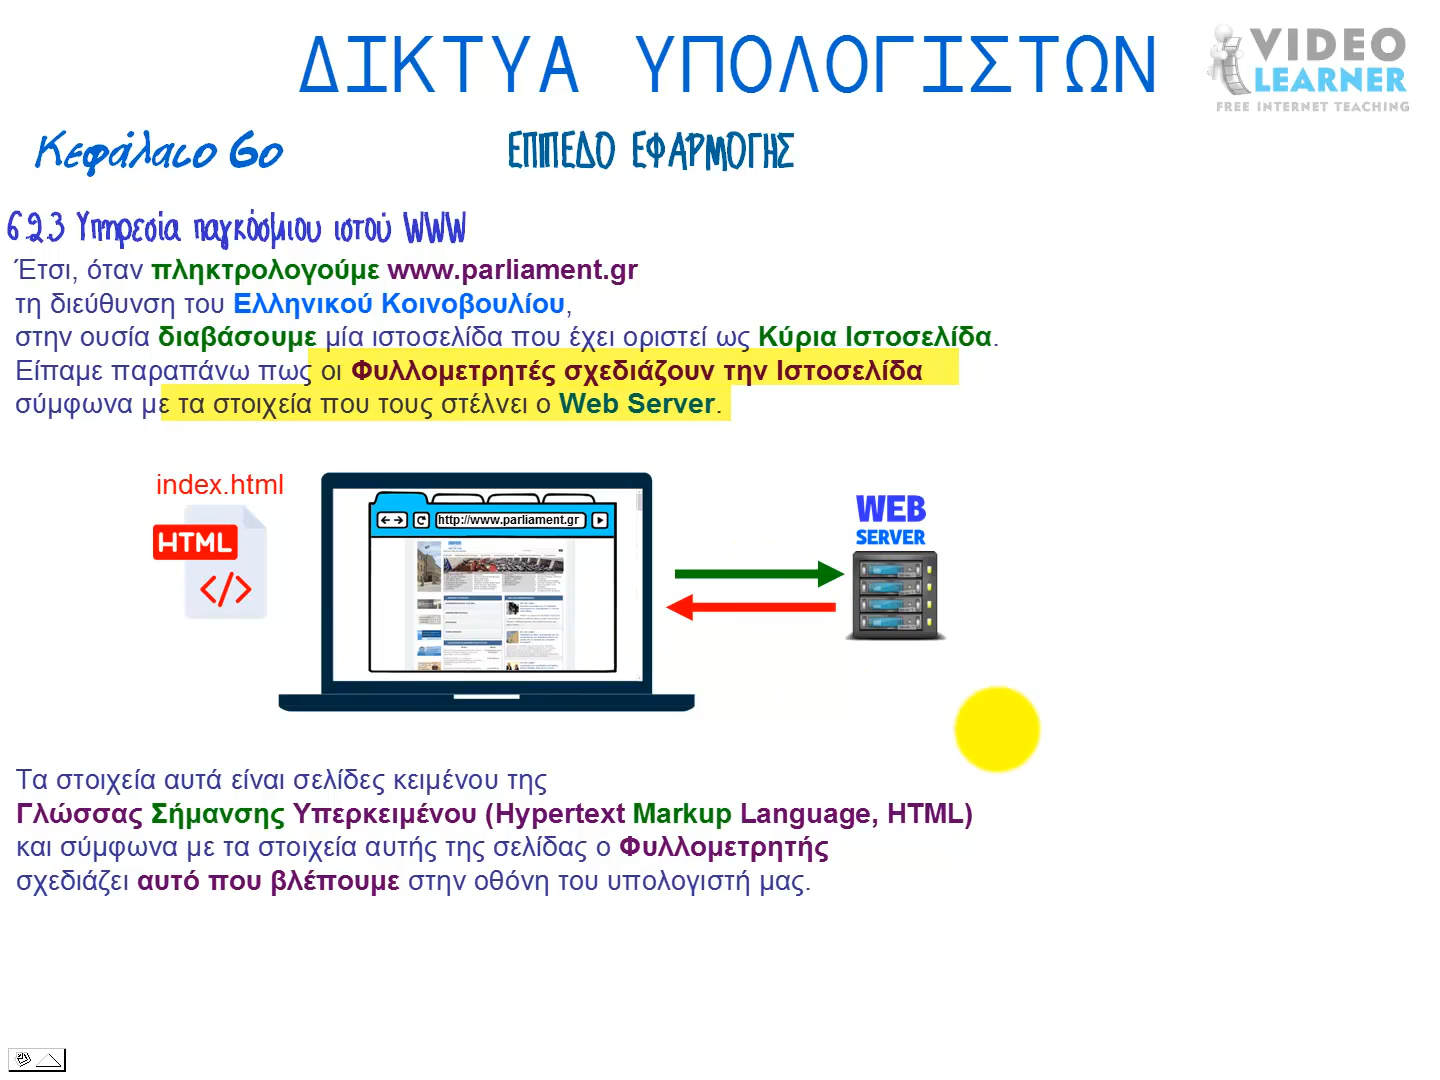 ΔΙΚΤΥΑ ΥΠΟΛΟΓΙΣΤΩΝ
VIDEO
LEARNER
FREE INTERNET TEACHING
Κεφάλαιο 6ο
ΕΠΙΠΕΔΟ ΕΦΑΡΜΟΓΗΣ
6.2.3 Υπηρεσία παγκόσμιου ιστού WWW
Έτσι, όταν πληκτρολογούμε www.parliament.gr
τη διεύθυνση του Ελληνικού Κοινοβουλίου,
στην ουσία διαβάσουμε μία ιστοσελίδα που έχει οριστεί ως Κύρια Ιστοσελίδα.
Είπαμε παραπάνω πως οι Φυλλομετρητές σχεδιάζουν την Ιστοσελίδα
σύμφωνα με τα στοιχεία που τους στέλνει ο Web Server.
index.html
HTML
</>
http://www.parliament.gr
WEB
SERVER
Τα στοιχεία αυτά είναι σελίδες κειμένου της
Γλώσσας Σήμανσης Υπερκειμένου (Hypertext Markup Language, HTML)
και σύμφωνα με τα στοιχεία αυτής της σελίδας ο Φυλλομετρητής
σχεδιάζει αυτό που βλέπουμε στην οθόνη του υπολογιστή μας.